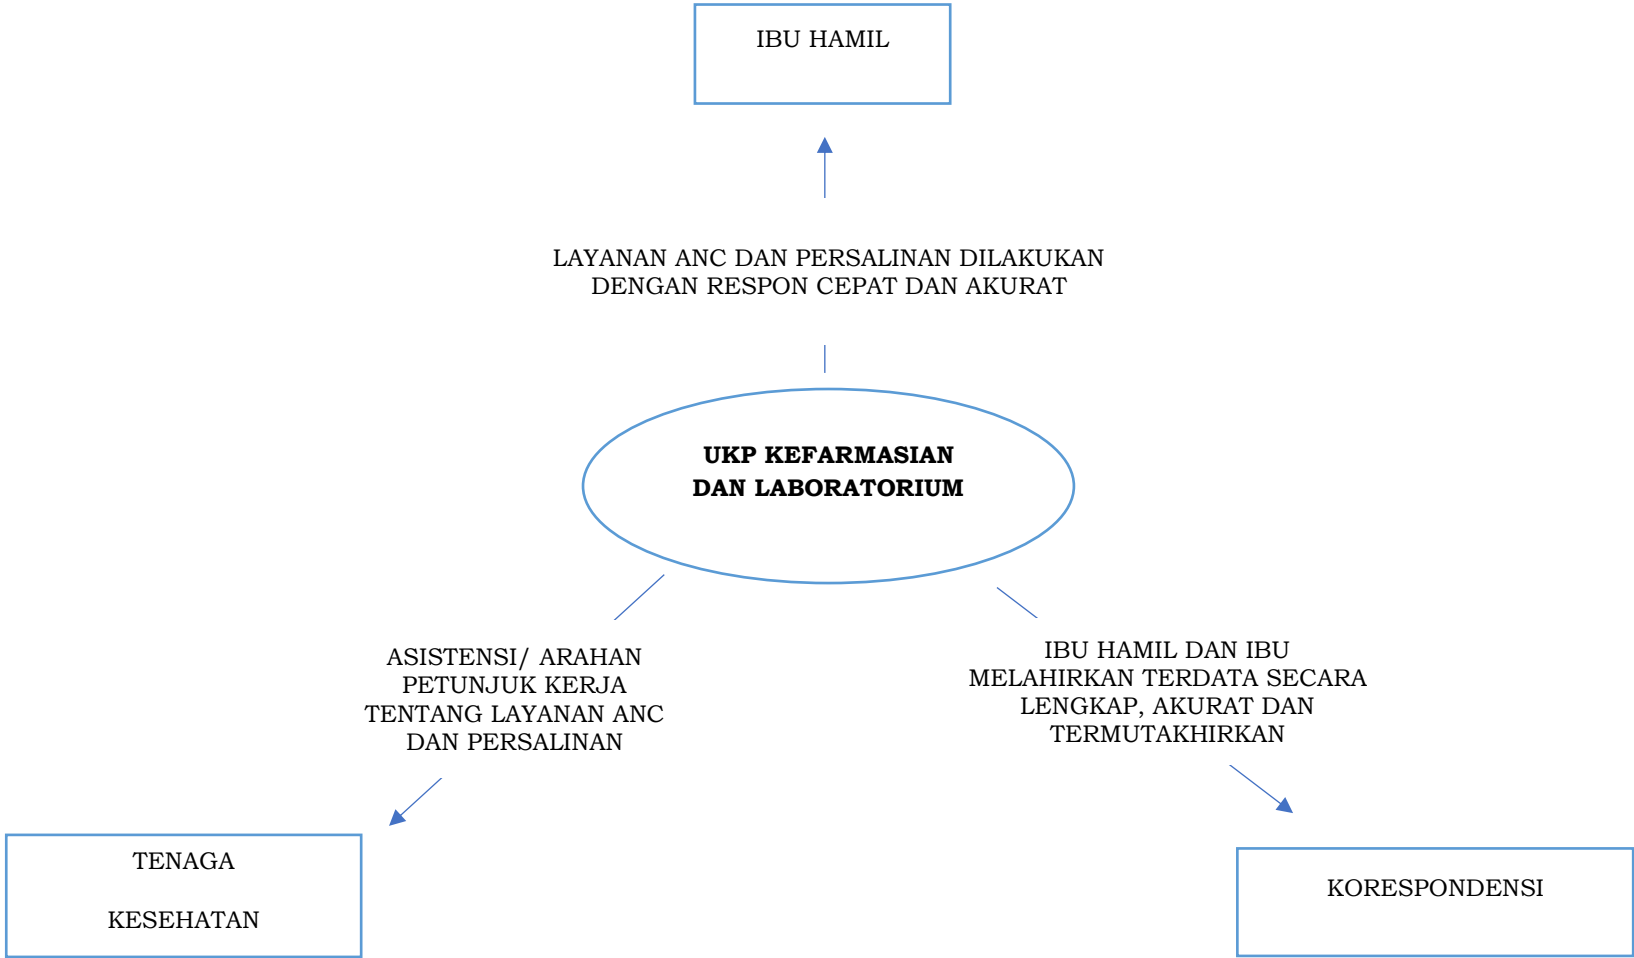 IBU HAMIL
LAYANAN ANC DAN PERSALINAN DILAKUKAN
DENGAN RESPON CEPAT DAN AKURAT
UKP KEFARMASIAN
DAN LABORATORIUM
ASISTENSI/ ARAHAN
PETUNJUK KERJA
TENTANG LAYANAN ANC
DAN PERSALINAN
IBU HAMIL DAN IBU
MELAHIRKAN TERDATA SECARA
LENGKAP, AKURAT DAN
TERMUTAKHIRKAN
TENAGA
KESEHATAN
KORESPONDENSI